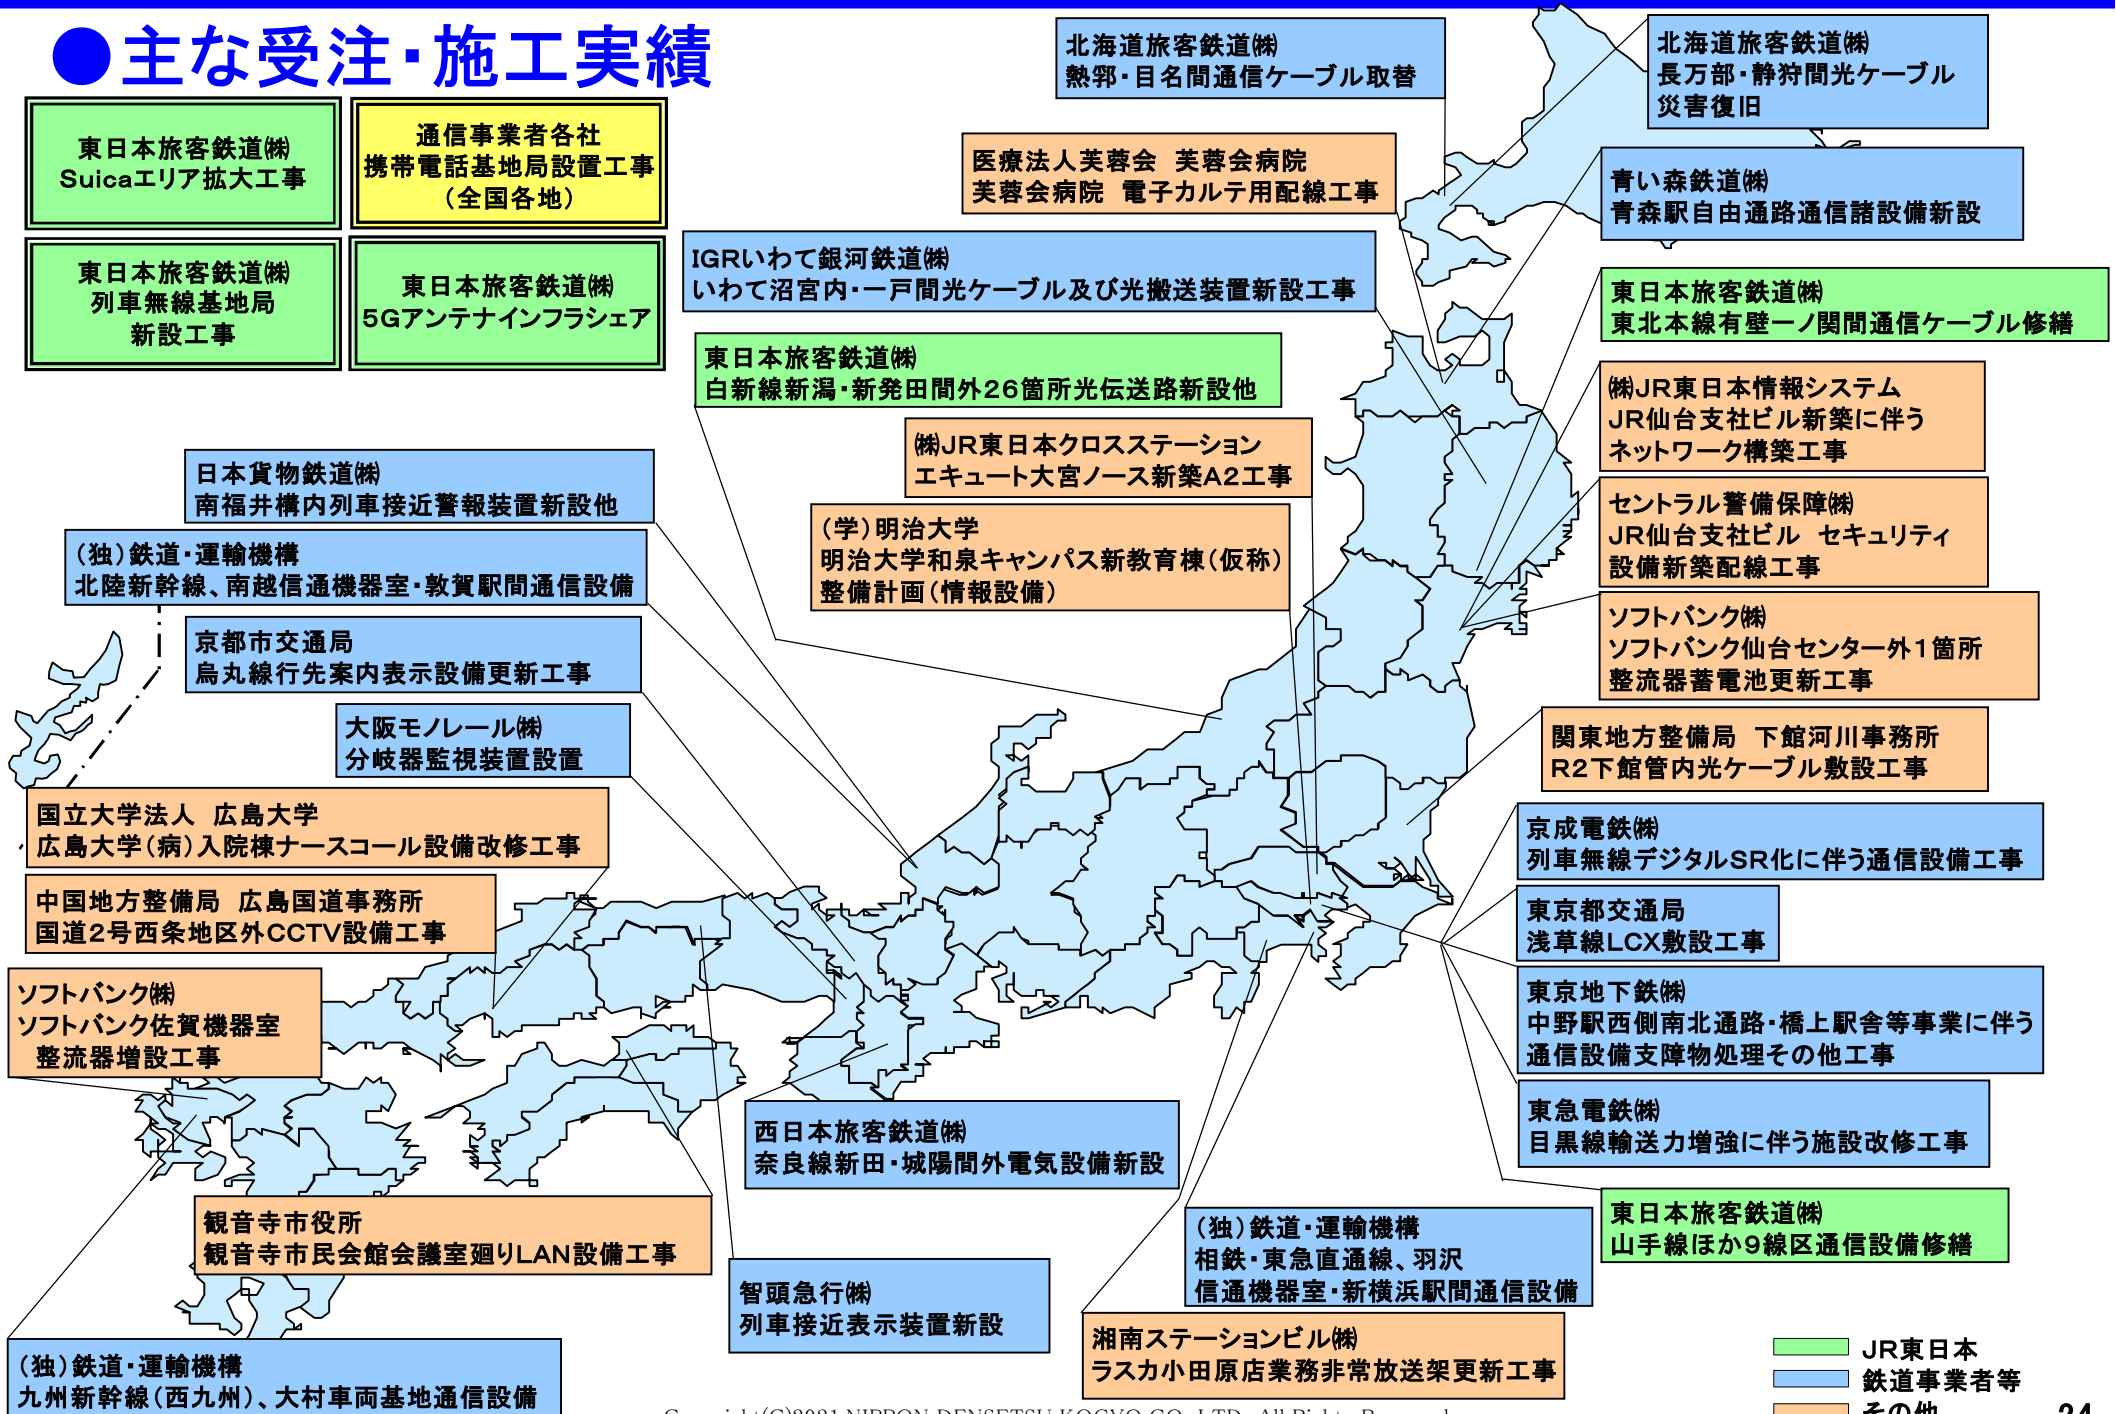 ●主な受注・施工実績
東日本旅客鉄道㈱
Suicaエリア拡大工事
通信事業者各社
携帯電話基地局設置工事
（全国各地）
東日本旅客鉄道㈱
列車無線基地局
新設工事
東日本旅客鉄道㈱
5Gアンテナインフラシェア
北海道旅客鉄道㈱
熱郛・目名間通信ケーブル取替
北海道旅客鉄道㈱
長万部・静狩間光ケーブル
災害復旧
医療法人芙蓉会　芙蓉会病院
芙蓉会病院　電子カルテ用配線工事
青い森鉄道㈱
青森駅自由通路通信諸設備新設
IGRいわて銀河鉄道㈱
いわて沼宮内・一戸間光ケーブル及び光搬送装置新設工事
東日本旅客鉄道㈱
東北本線有壁一ノ関間通信ケーブル修繕
東日本旅客鉄道㈱
白新線新潟・新発田間外26箇所光伝送路新設他
㈱JR東日本情報システム
JR仙台支社ビル新築に伴う
ネットワーク構築工事
㈱JR東日本クロスステーション
エキュート大宮ノース新築A2工事
日本貨物鉄道㈱
南福井構内列車接近警報装置新設他
セントラル警備保障㈱
JR仙台支社ビル　セキュリティ
設備新築配線工事
（学）明治大学
明治大学和泉キャンパス新教育棟（仮称）
整備計画（情報設備）
（独）鉄道・運輸機構
北陸新幹線、南越信通機器室・敦賀駅間通信設備
ソフトバンク㈱
ソフトバンク仙台センター外1箇所
整流器蓄電池更新工事
京都市交通局
烏丸線行先案内表示設備更新工事
大阪モノレール㈱
分岐器監視装置設置
関東地方整備局　下館河川事務所
R2下館管内光ケーブル敷設工事
国立大学法人　広島大学
広島大学（病）入院棟ナースコール設備改修工事
京成電鉄㈱
列車無線デジタルSR化に伴う通信設備工事
中国地方整備局　広島国道事務所
国道2号西条地区外CCTV設備工事
東京都交通局
浅草線LCX敷設工事
ソフトバンク㈱
ソフトバンク佐賀機器室
整流器増設工事
東京地下鉄㈱
中野駅西側南北通路・橋上駅舎等事業に伴う
通信設備支障物処理その他工事
東急電鉄㈱
目黒線輸送力増強に伴う施設改修工事
西日本旅客鉄道㈱
奈良線新田・城陽間外電気設備新設
東日本旅客鉄道㈱
山手線ほか9線区通信設備修繕
観音寺市役所
観音寺市民会館会議室廻りLAN設備工事
（独）鉄道・運輸機構
相鉄・東急直通線、羽沢
信通機器室・新横浜駅間通信設備
智頭急行㈱
列車接近表示装置新設
湘南ステーションビル㈱
ラスカ小田原店業務非常放送架更新工事
（独）鉄道・運輸機構
九州新幹線（西九州）、大村車両基地通信設備
JR東日本
鉄道事業者等
その他
24